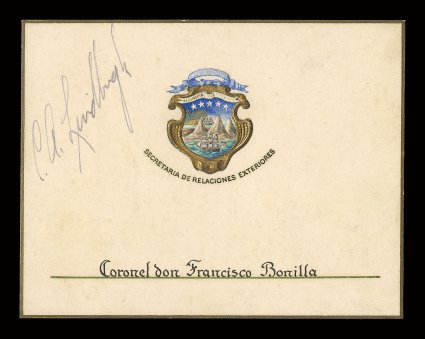 C. A. Lindbergh
SECRETARIA DE RELACIONES EXTERIORES
Coronel don Francisco Bonilla